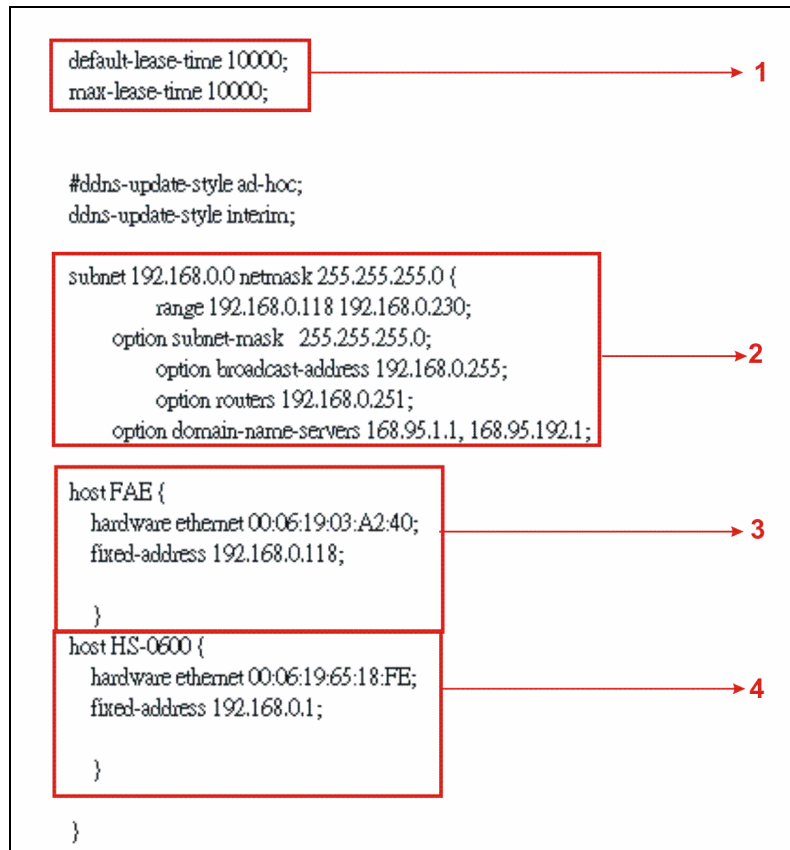 default-lease-time 10000;
max-lease-time 10000;
1
#ddns-update-style ad-hoc;
ddns-update-style interim;
subnet 192.168.0.0 netmask 255.255.255.0 {
range 192.168.0.118 192.168.0.230;
option subnet-mask 255.255.255.0;
2
option broadcast-address 192.168.0.255;
option routers 192.168.0.251;
option domain-name-servers 168.95.1.1, 168.95.192.1;
host FAE {
hardware ethernet 00:06:19:03:A2:40;
3
fixed-address 192.168.0.118;
}
host HS-0600 {
hardware ethernet 00:06:19:65:18:FE;
4
fixed-address 192.168.0.1;
}
}